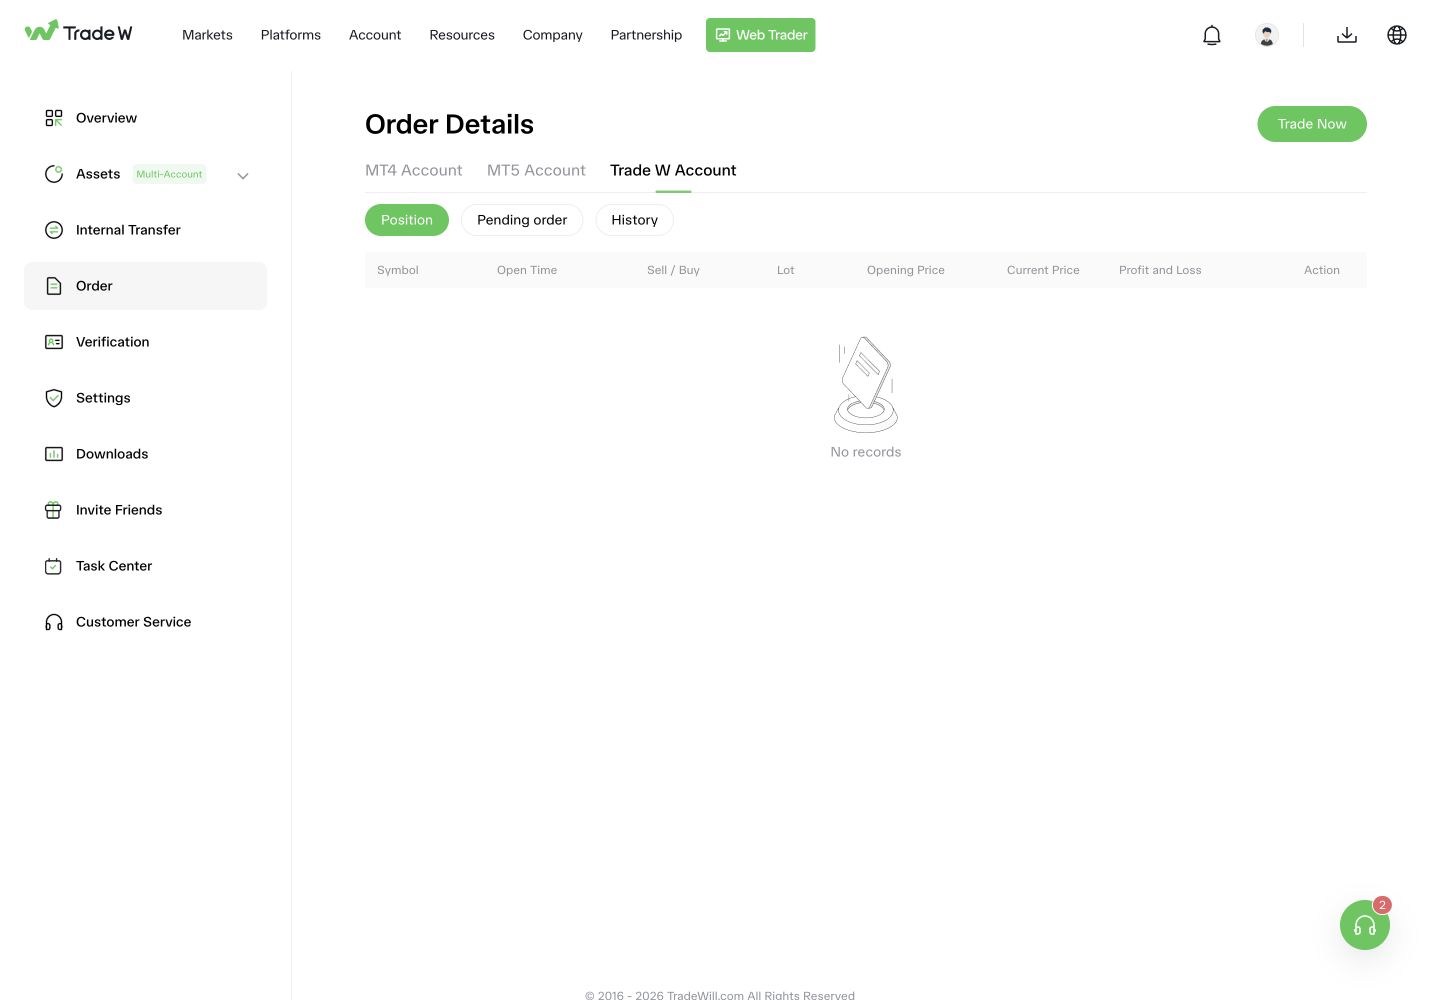 Trade W
Markets
Platforms
Account
Resources
Company
Partnership
Web Trader
Overview
Assets
Multi-Account
Internal Transfer
Order
Verification
Settings
Downloads
Invite Friends
Task Center
Customer Service
Order Details
Trade Now
MT4 Account
MT5 Account
Trade W Account
Position
Pending order
History
Symbol
Open Time
Sell / Buy
Lot
Opening Price
Current Price
Profit and Loss
Action
No records
2
© 2016 - 2026 TradeWill.com All Rights Reserved